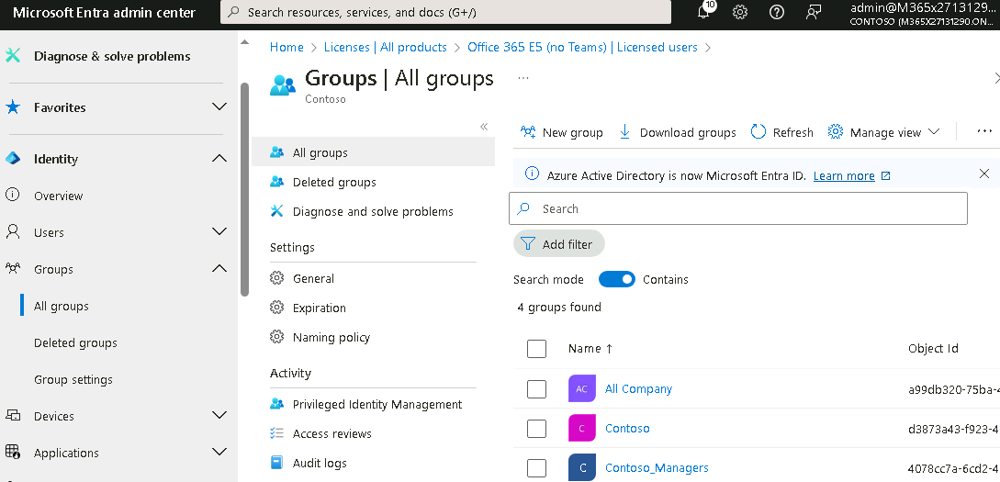 Microsoft Entra admin center
Search resources, services, and docs (G+/)
10
admin@M365x2713129...
CONTOSO (M365X27131290.ON...
Diagnose & solve problems
Favorites
Identity
Overview
Users
Groups
All groups
Deleted groups
Group settings
Devices
Applications
Home > Licenses | All products > Office 365 E5 (no Teams) | Licensed users >
Groups | All groups ...
Contoso
«
All groups
Deleted groups
Diagnose and solve problems
Settings
General
Expiration
Naming policy
Activity
Privileged Identity Management
Access reviews
Audit logs
New group Download groups Refresh Manage view ...
Azure Active Directory is now Microsoft Entra ID. Learn more
Search
Add filter
Search mode Contains
4 groups found
Name ↑ Object Id
AC All Company a99db320-75ba-4
C Contoso d3873a43-f923-4
C Contoso_Managers 4078cc7a-6cd2-4